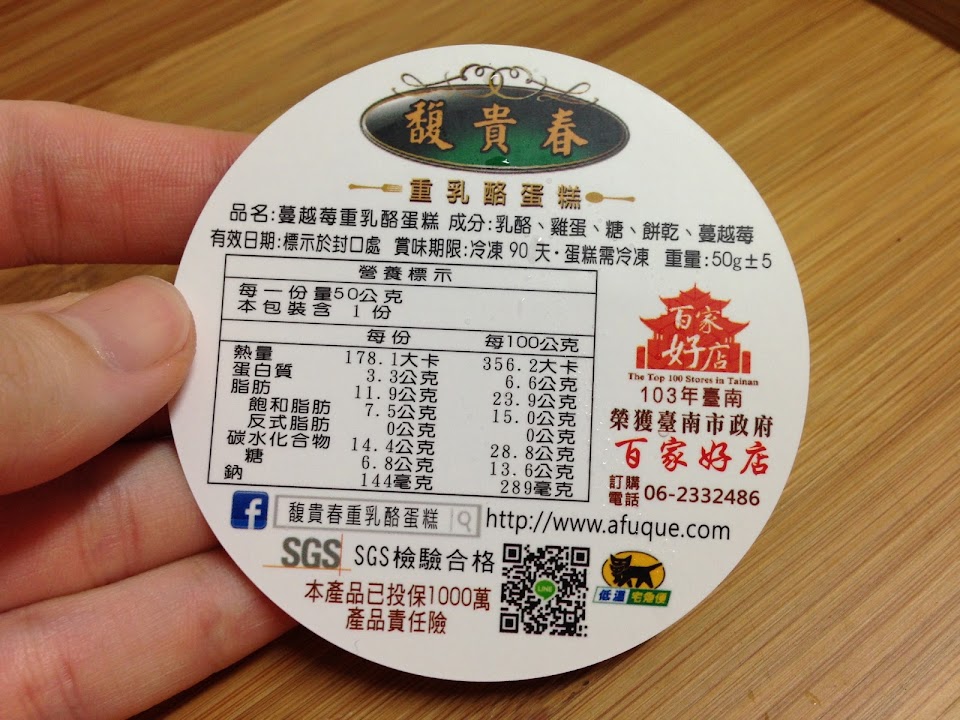 馥貴春
重乳酪蛋糕
品名:蔓越莓重乳酪蛋糕 成分:乳酪、雞蛋、糖、餅乾、蔓越莓
有效日期:標示於封口處 賞味期限:冷凍 90 天·蛋糕需冷凍 重量:50g±5
營養標示
每一份量50公克
本包裝含 1 份
每份 每100公克
熱量 178.1大卡 356.2大卡
蛋白質 3.3公克 6.6公克
脂肪 11.9公克 23.9公克
飽和脂肪 7.5公克 15.0公克
反式脂肪 0公克 0公克
碳水化合物 14.4公克 28.8公克
糖 6.8公克 13.6公克
鈉 144毫克 289毫克
百家
好店
The Top 100 Stores in Tainan
103年臺南
榮獲臺南市政府
百家好店
訂購
電話 06-2332486
f 馥貴春重乳酪蛋糕 http://www.afuque.com
SGS SGS檢驗合格
本產品已投保1000萬
產品責任險
LINE
低溫 宅急便